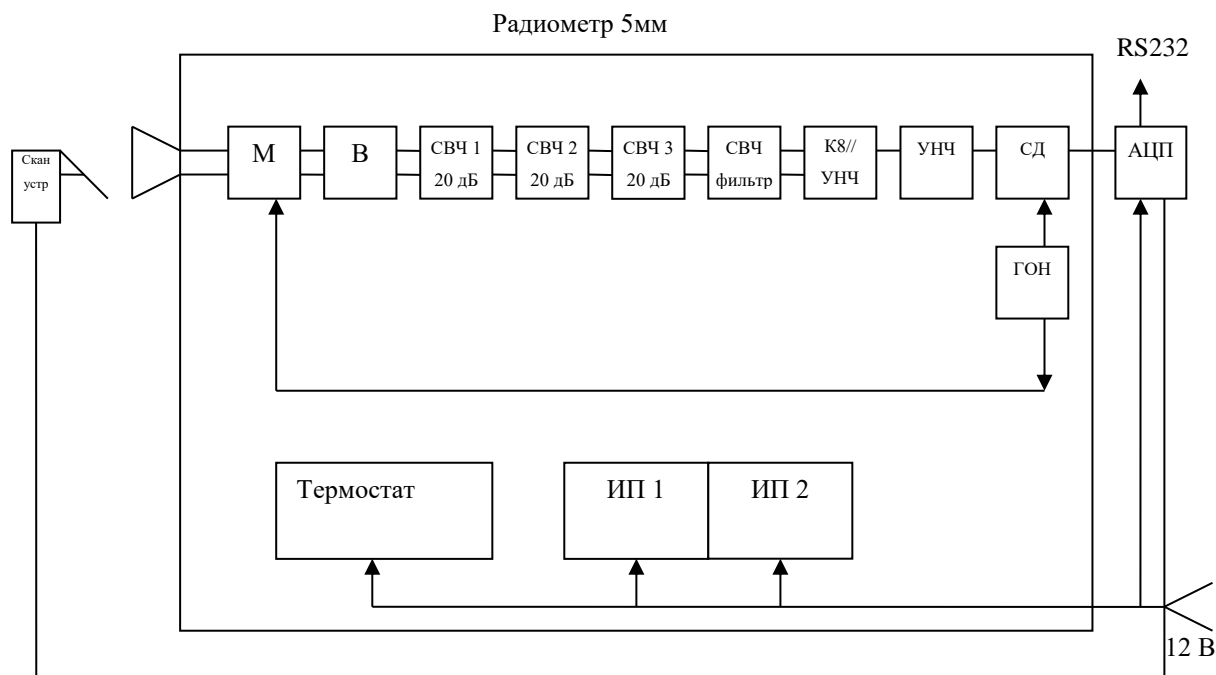 Радиометр 5мм
RS232
Скан
устр
М
В
СВЧ 1
20 дБ
СВЧ 2
20 дБ
СВЧ 3
20 дБ
СВЧ
фильтр
К8//
УНЧ
УНЧ
СД
АЦП
ГОН
Термостат
ИП 1
ИП 2
12 В